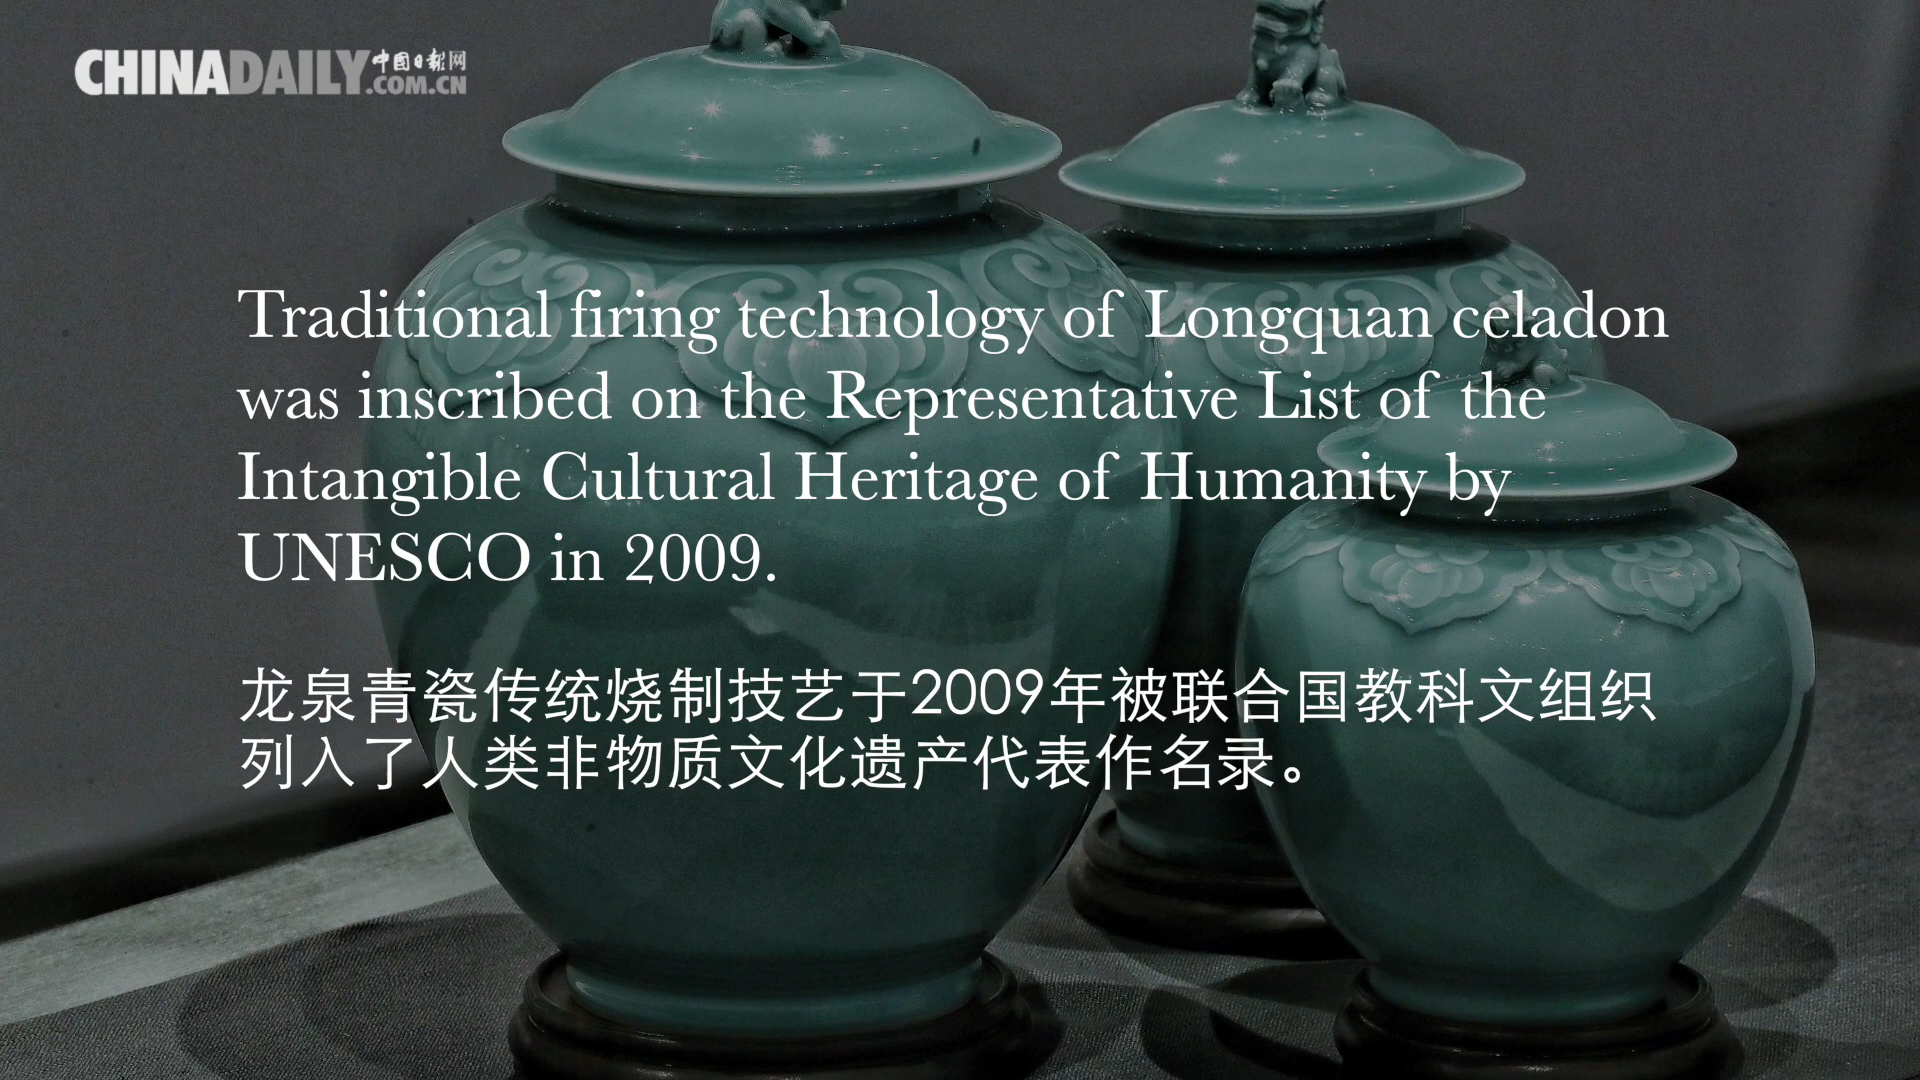 CHINADAILY中国日报网
.COM.CN
Traditional firing technology of Longquan celadon
was inscribed on the Representative List of the
Intangible Cultural Heritage of Humanity by
UNESCO in 2009.
龙泉青瓷传统烧制技艺于2009年被联合国教科文组织
列入了人类非物质文化遗产代表作名录。